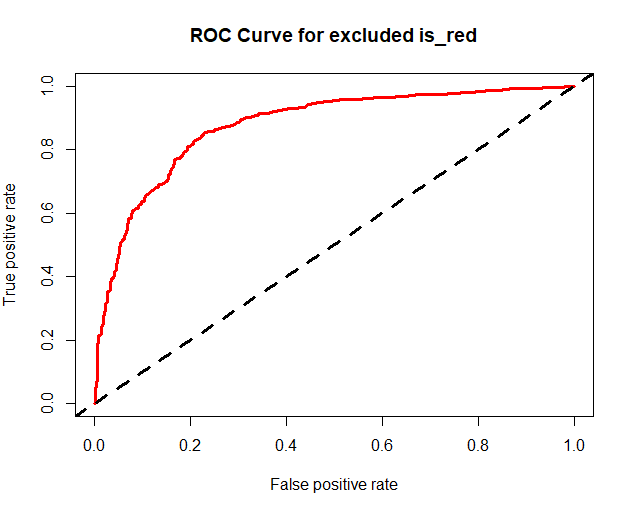 ROC Curve for excluded is_red
True positive rate
1.0
0.8
0.6
0.4
0.2
0.0
0.0 0.2 0.4 0.6 0.8 1.0
False positive rate